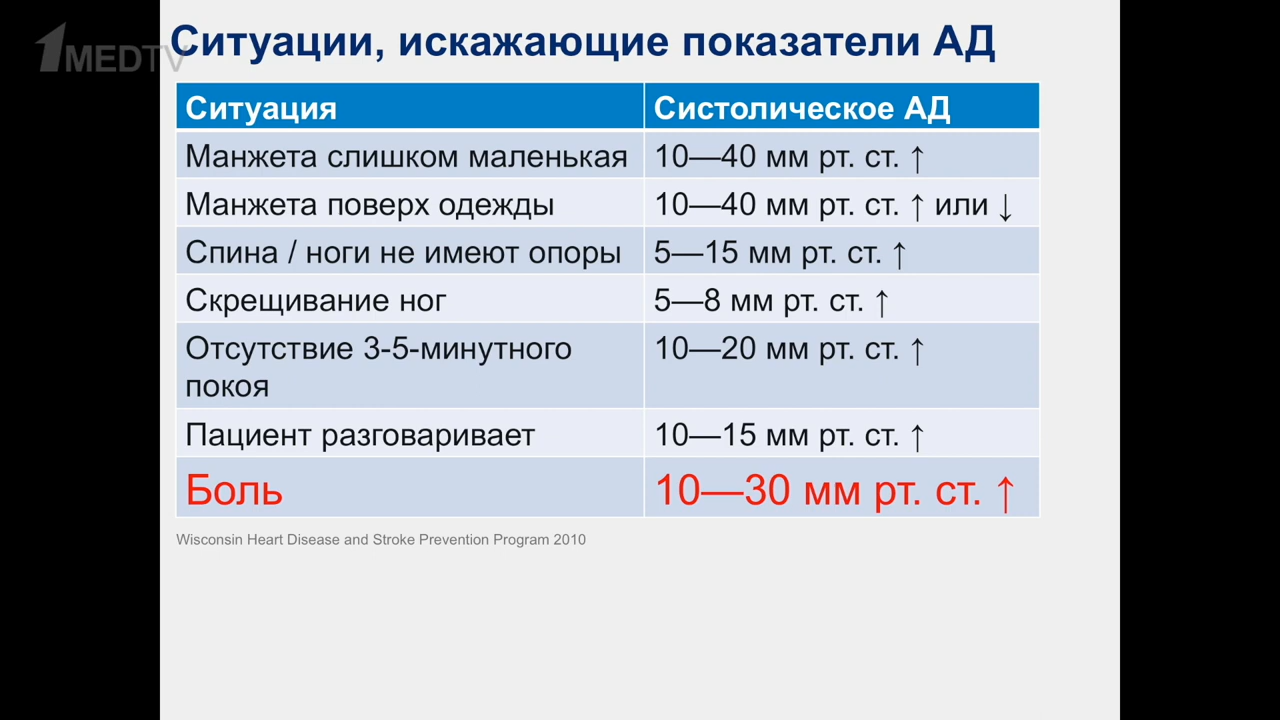 1MEDTV
Ситуации, искажающие показатели АД
Ситуация Систолическое АД
Манжета слишком маленькая 10—40 мм рт. ст. ↑
Манжета поверх одежды 10—40 мм рт. ст. ↑ или ↓
Спина / ноги не имеют опоры 5—15 мм рт. ст. ↑
Скрещивание ног 5—8 мм рт. ст. ↑
Отсутствие 3-5-минутного 10—20 мм рт. ст. ↑
покоя
Пациент разговаривает 10—15 мм рт. ст. ↑
Боль 10—30 мм рт. ст. ↑
Wisconsin Heart Disease and Stroke Prevention Program 2010